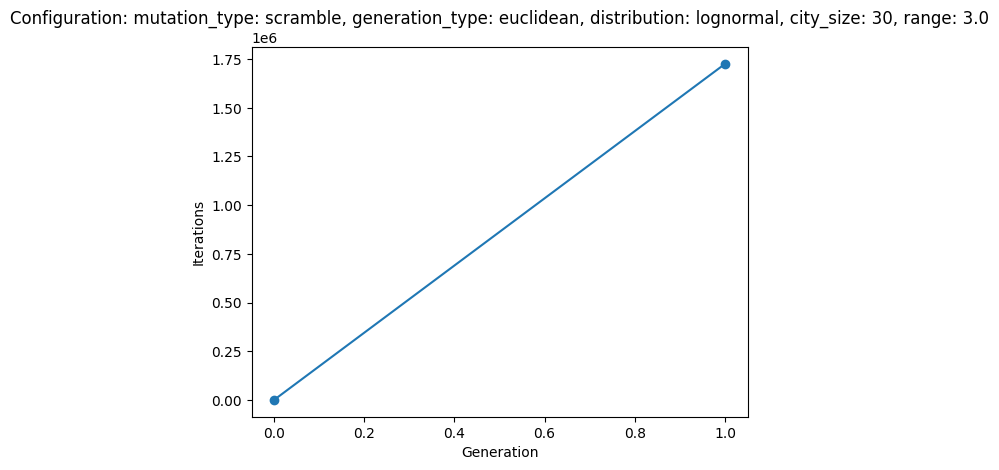 Configuration: mutation_type: scramble, generation_type: euclidean, distribution: lognormal, city_size: 30, range: 3.0
1e6
1.75
1.50
1.25
1.00
0.75
0.50
0.25
0.00
Iterations
0.0 0.2 0.4 0.6 0.8 1.0
Generation